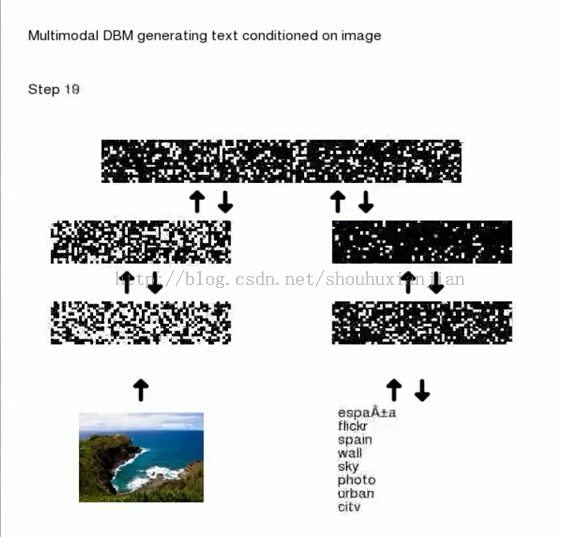 Multimodal DBM generating text conditioned on image
Step 19
http://blog.csdn.net/shouhuxianjian
espaÃ±a
flickr
spain
wall
sky
photo
urban
city